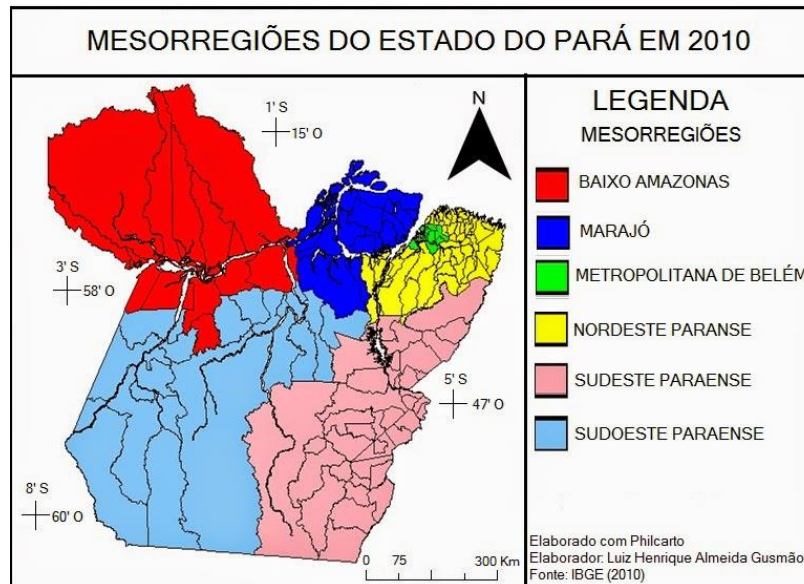 MESORREGIÕES DO ESTADO DO PARÁ EM 2010
N
1' S
15' O
3' S
58' O
5' S
47' O
8' S
60' O
0 75 300 Km
LEGENDA
MESORREGIÕES
BAIXO AMAZONAS
MARAJÓ
METROPOLITANA DE BELÉM
NORDESTE PARANSE
SUDESTE PARAENSE
SUDOESTE PARAENSE
Elaborado com Philcarto
Elaborador: Luiz Henrique Almeida Gusmão
Fonte: IBGE (2010)